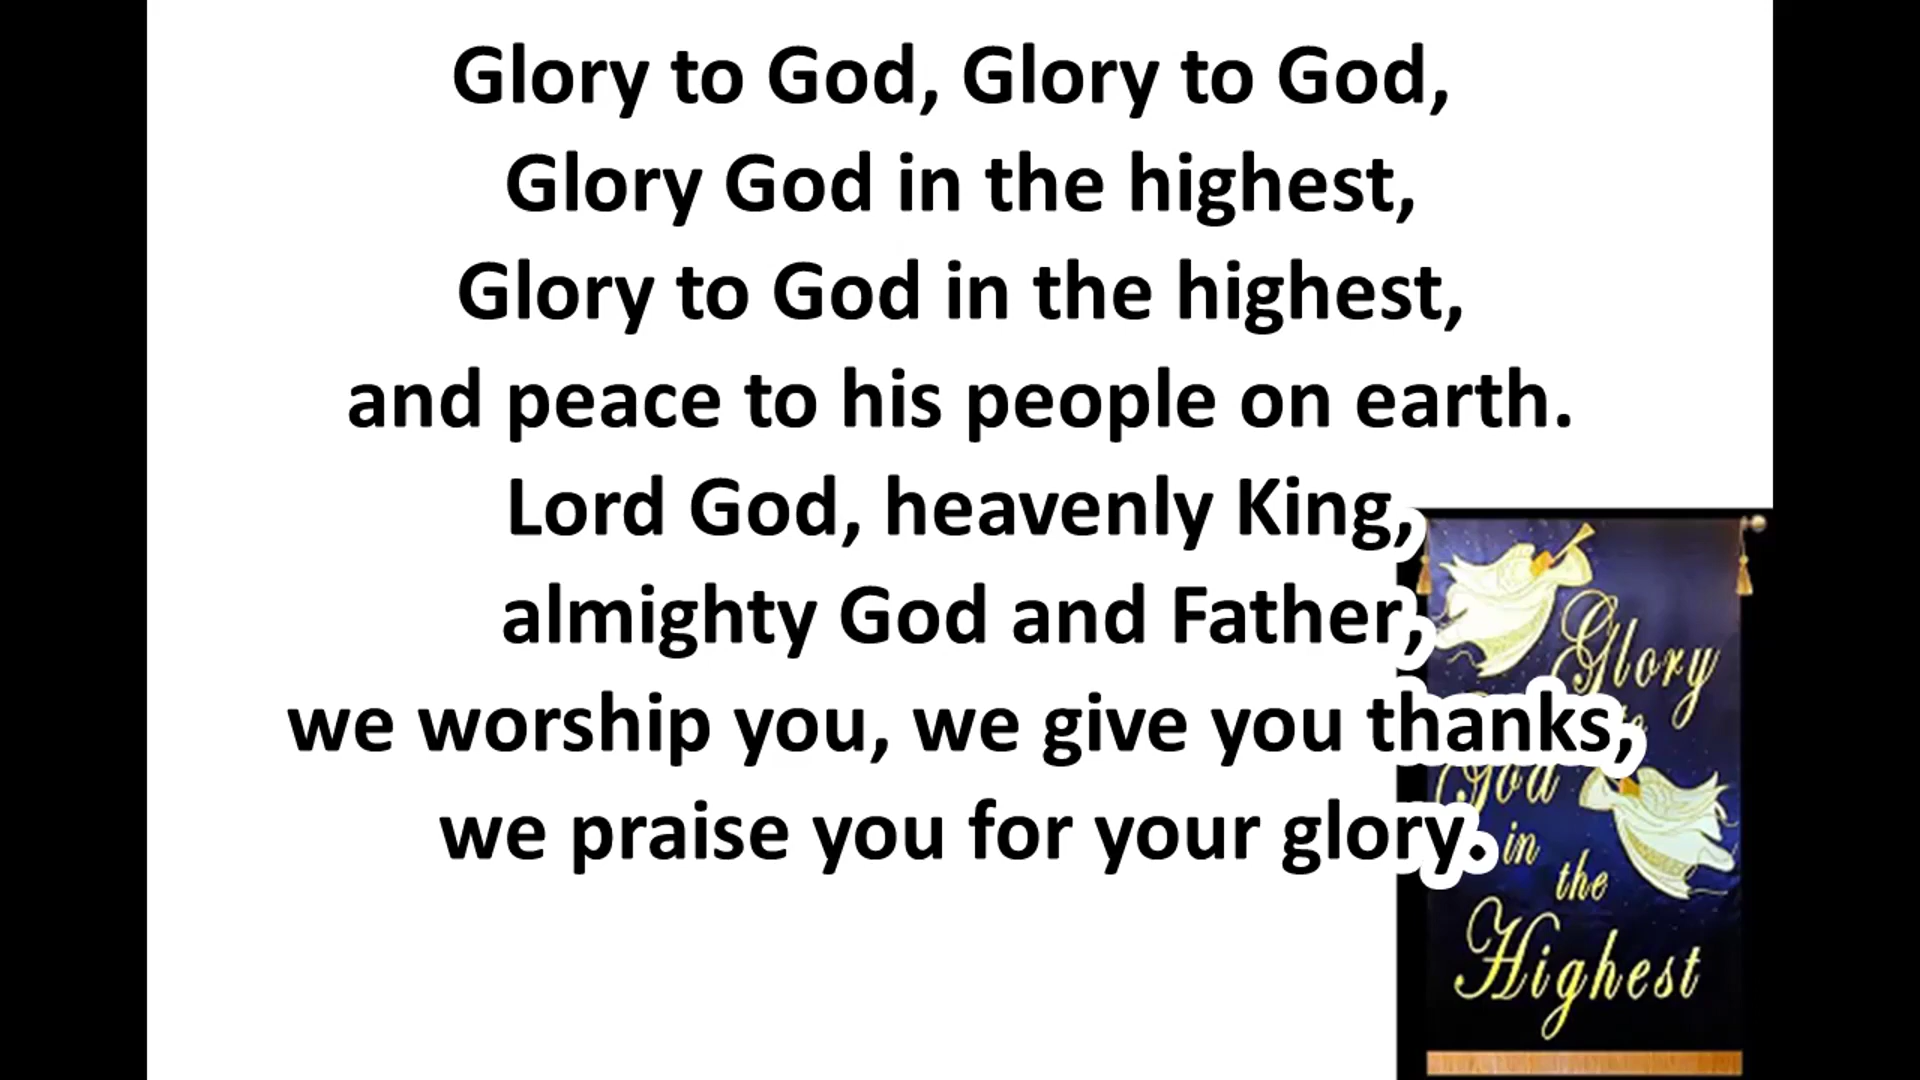 Glory to God, Glory to God,
Glory God in the highest,
Glory to God in the highest,
and peace to his people on earth.
Lord God, heavenly King,
almighty God and Father,
we worship you, we give you thanks,
we praise you for your glory.
Glory
to
God
in
the
Highest